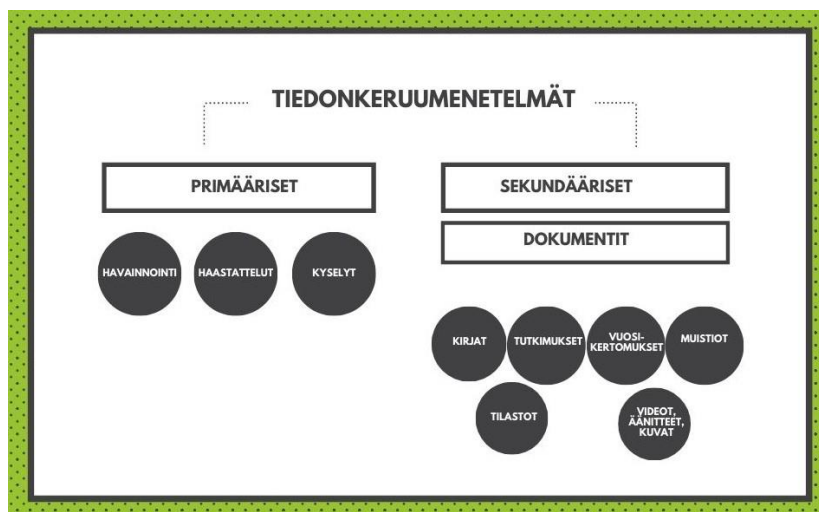 TIEDONKERUUMENETELMÄT
PRIMÄÄRISET
HAVAINNOINTI
HAASTATTELUT
KYSELYT
SEKUNDÄÄRISET
DOKUMENTIT
KIRJAT
TUTKIMUKSET
VUOSI-
KERTOMUKSET
MUISTIOT
TILASTOT
VIDEOT,
ÄÄNITTEET,
KUVAT